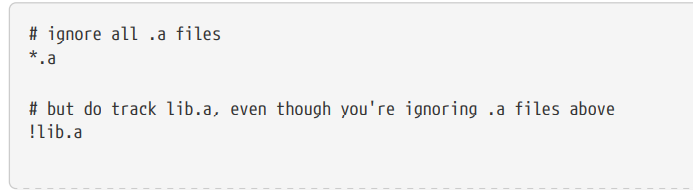 # ignore all .a files
*.a
# but do track lib.a, even though you're ignoring .a files above
!lib.a